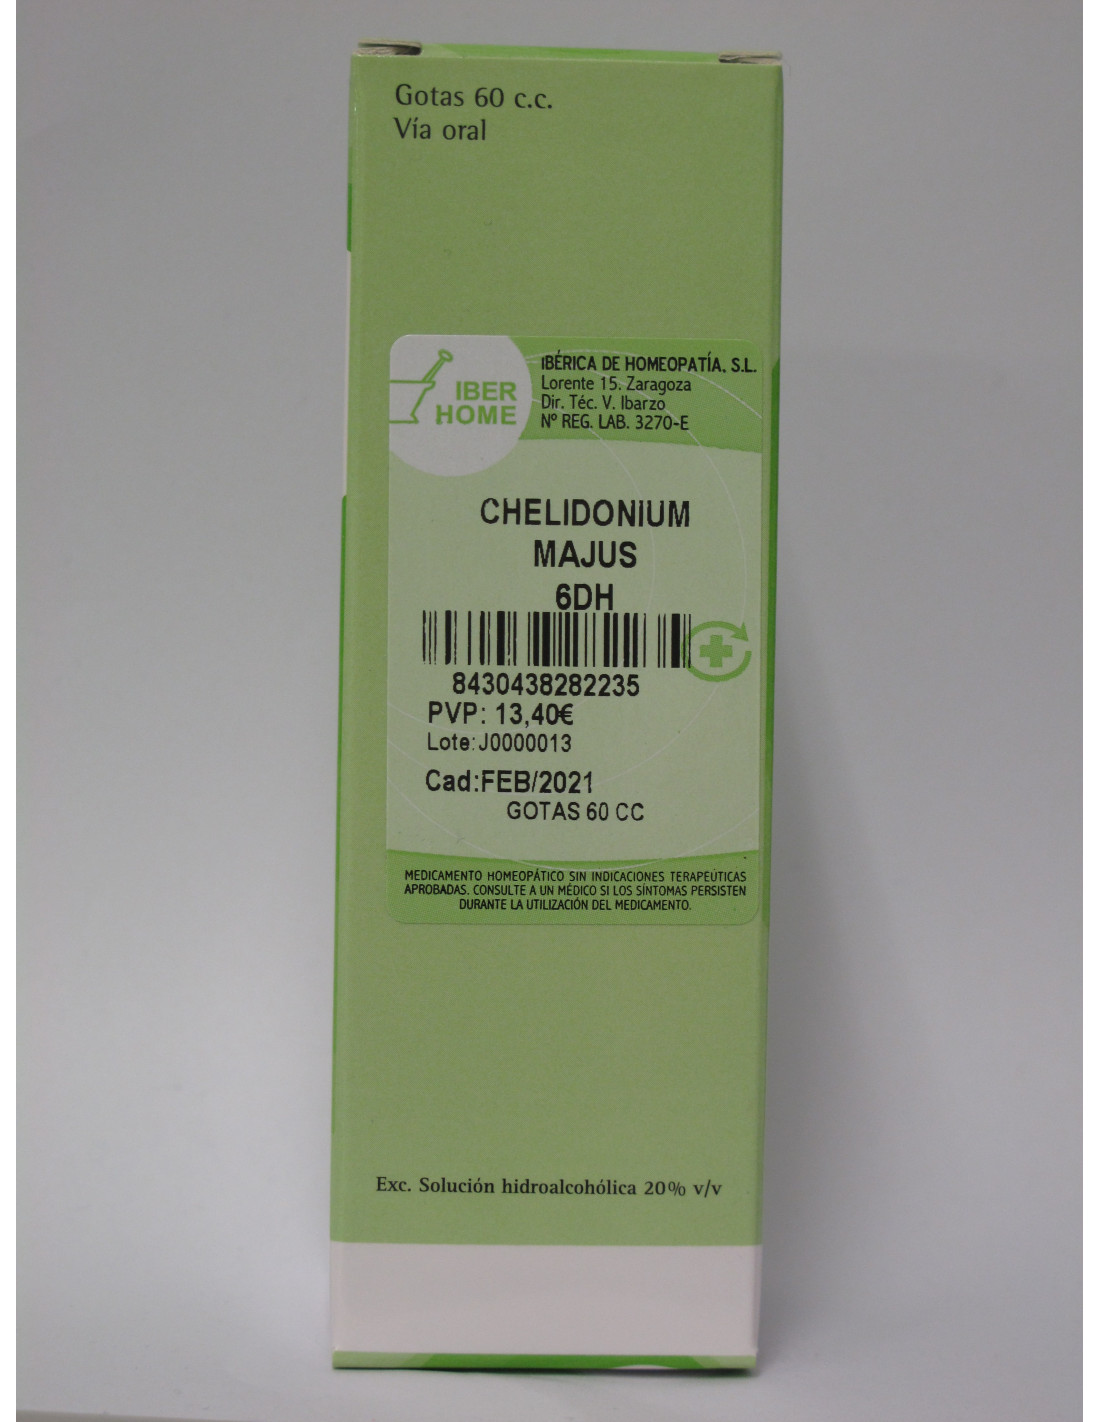 Gotas 60 c.c.
Vía oral
IBER
HOME
IBÉRICA DE HOMEOPATÍA, S.L.
Lorente 15. Zaragoza
Dir. Téc. V. Ibarzo
Nº REG. LAB. 3270-E
CHELIDONIUM
MAJUS
6DH
8430438282235
PVP: 13,40€
Lote:J0000013
Cad:FEB/2021
GOTAS 60 CC
MEDICAMENTO HOMEOPÁTICO SIN INDICACIONES TERAPEÚTICAS
APROBADAS. CONSULTE A UN MÉDICO SI LOS SÍNTOMAS PERSISTEN
DURANTE LA UTILIZACIÓN DEL MEDICAMENTO.
Exc. Solución hidroalcohólica 20% v/v